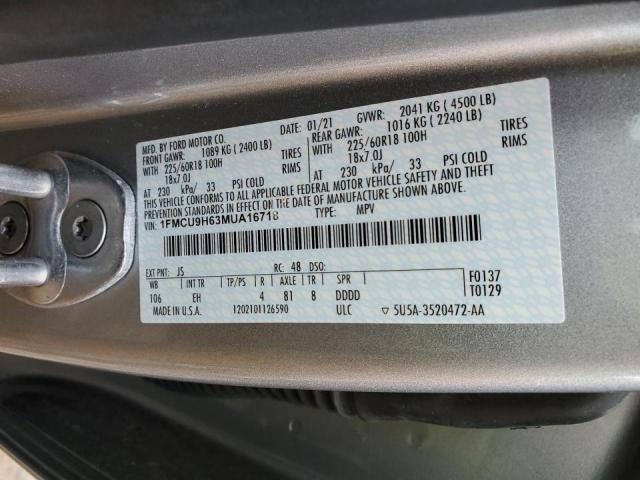 MFD. BY FORD MOTOR CO.
DATE: 01/21 GVWR: 2041 KG ( 4500 LB)
FRONT GAWR: 1089 KG ( 2400 LB) REAR GAWR: 1016 KG ( 2240 LB)
WITH 225/60R18 100H TIRES WITH 225/60R18 100H TIRES
18x7.0J RIMS 18x7.0J RIMS
AT 230 kPa/ 33 PSI COLD AT 230 kPa/ 33 PSI COLD
THIS VEHICLE CONFORMS TO ALL APPLICABLE FEDERAL MOTOR VEHICLE SAFETY AND THEFT
PREVENTION STANDARDS IN EFFECT ON THE DATE OF MANUFACTURE SHOWN ABOVE.
VIN: 1FMCU9H63MUA16718 TYPE: MPV
EXT PNT: JS RC: 48 DSO:
WB INT TR TP/PS R AXLE TR SPR
F0137
106 EH 4 81 8 DDDD
T0129
MADE IN U.S.A. 1202101126590 ULC ▽ 5U5A-3520472-AA